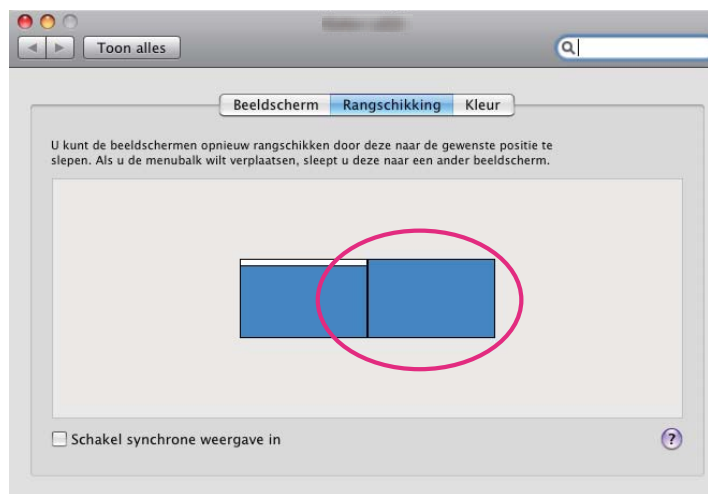 Toon alles
Beeldscherm Rangschikking Kleur
U kunt de beeldschermen opnieuw rangschikken door deze naar de gewenste positie te
slepen. Als u de menubalk wilt verplaatsen, sleept u deze naar een ander beeldscherm.
Schakel synchrone weergave in
?